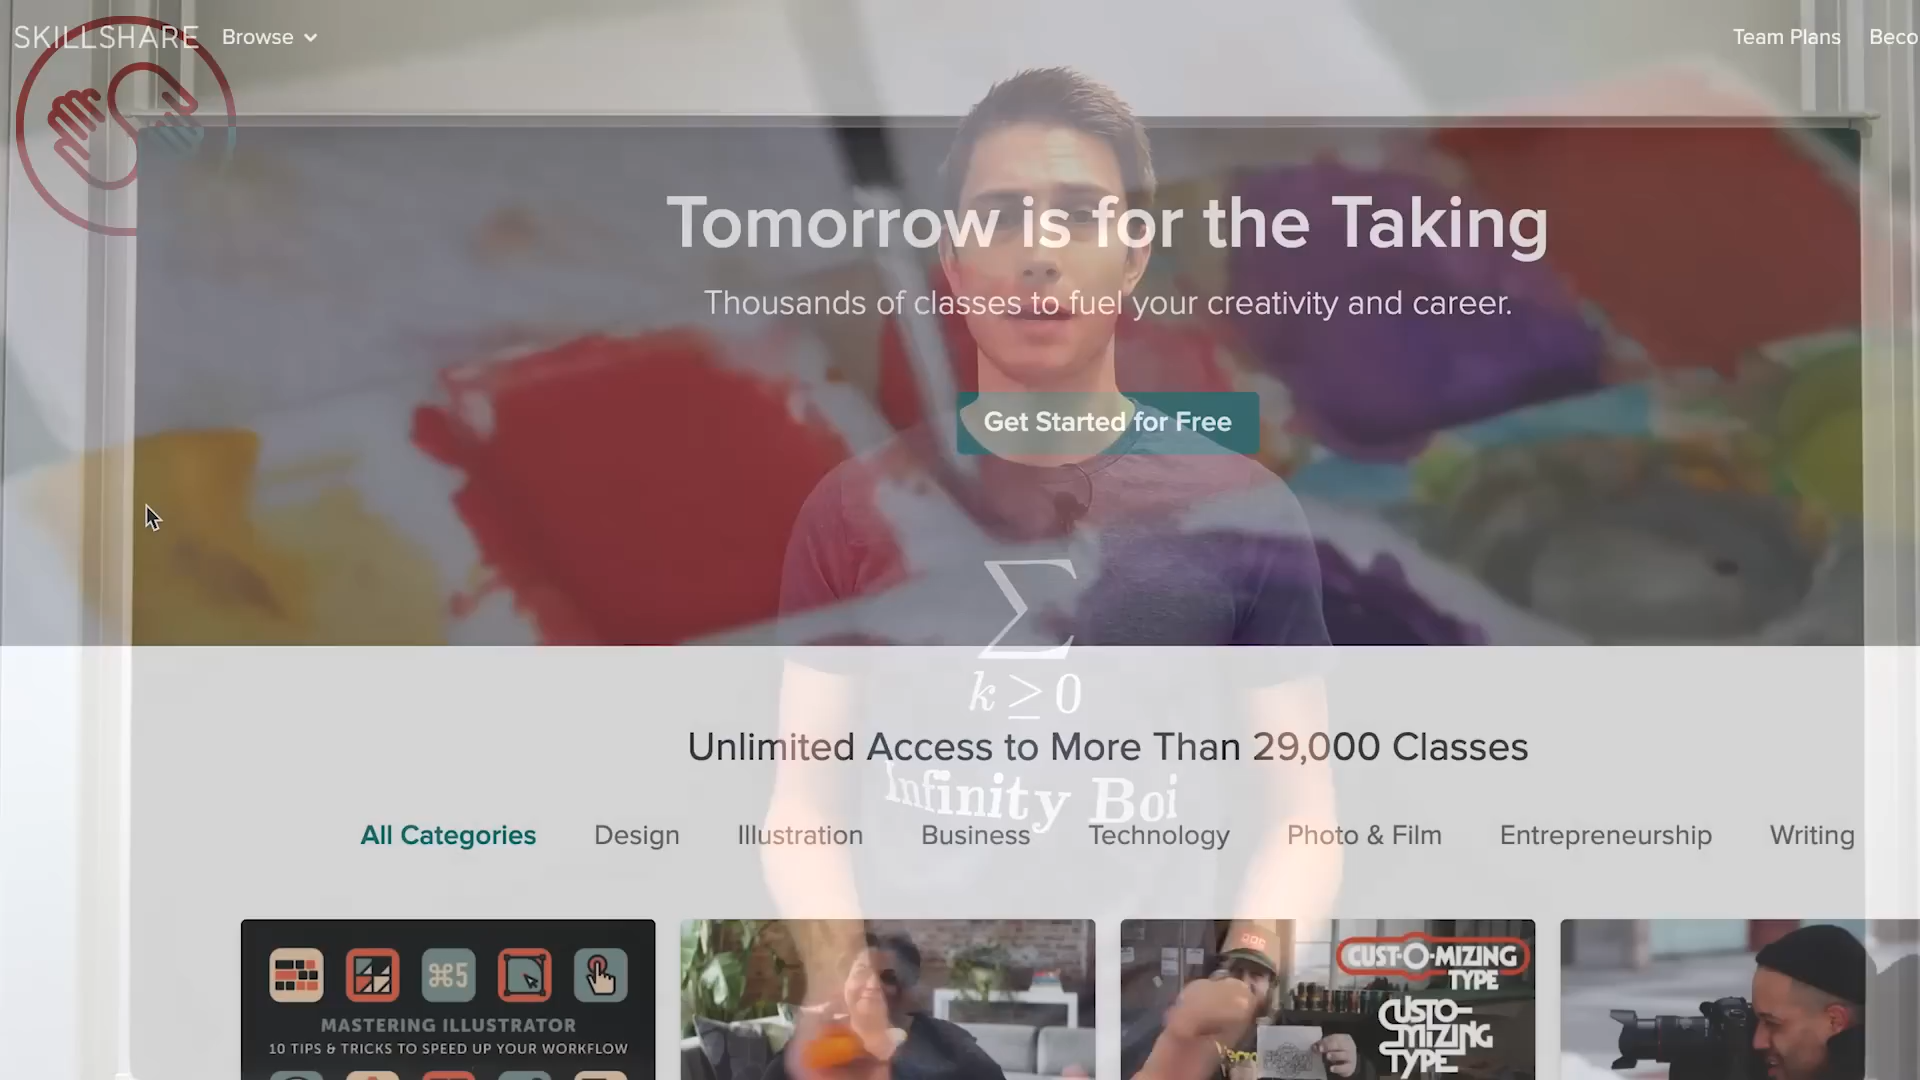 SKILLSHARE Browse Team Plans Beco
Tomorrow is for the Taking
Thousands of classes to fuel your creativity and career.
Get Started for Free
Σ
k ≥ 0
Infinity Boi
Unlimited Access to More Than 29,000 Classes
All Categories Design Illustration Business Technology Photo & Film Entrepreneurship Writing
⌘5
MASTERING ILLUSTRATOR
10 TIPS & TRICKS TO SPEED UP YOUR WORKFLOW
CUST-O-MIZING
TYPE
CUSTO-
MIZING
TYPE